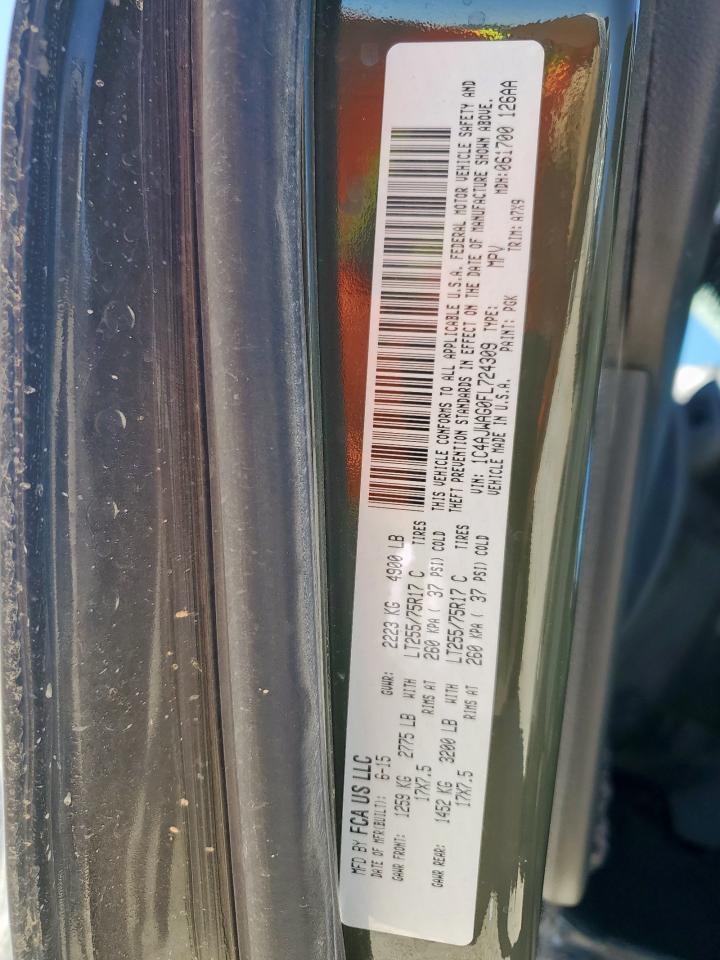 MFD BY FCA US LLC
DATE OF MFR(BUILT): 6-15 GVWR: 2223 KG 4900 LB
GAWR FRONT: 1259 KG 2775 LB WITH LT255/75R17 C TIRES
17X7.5 RIMS AT 260 KPA ( 37 PSI) COLD
GAWR REAR: 1452 KG 3200 LB WITH LT255/75R17 C TIRES
17X7.5 RIMS AT 260 KPA ( 37 PSI) COLD
THIS VEHICLE CONFORMS TO ALL APPLICABLE U.S.A. FEDERAL MOTOR VEHICLE SAFETY AND
THEFT PREVENTION STANDARDS IN EFFECT ON THE DATE OF MANUFACTURE SHOWN ABOVE.
VIN: 1C4AJWAG0FL724309 TYPE: MPV MDH:061700 126AA
VEHICLE MADE IN U.S.A. PAINT: PGK TRIM: A7X9